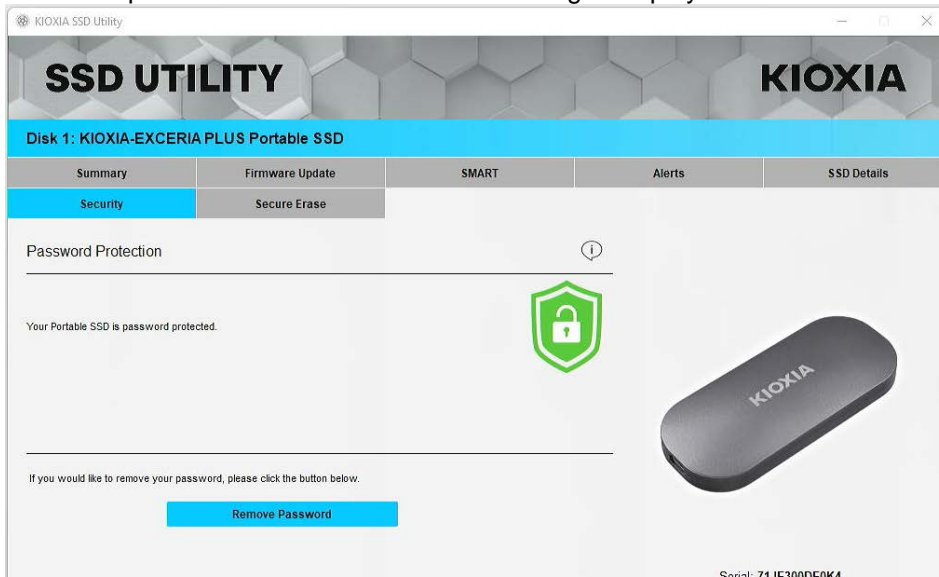 KIOXIA SSD Utility
SSD UTILITY KIOXIA
Disk 1: KIOXIA-EXCERIA PLUS Portable SSD
Summary Firmware Update SMART Alerts SSD Details
Security Secure Erase
Password Protection
Your Portable SSD is password protected.
KIOXIA
If you would like to remove your password, please click the button below.
Remove Password
Serial: